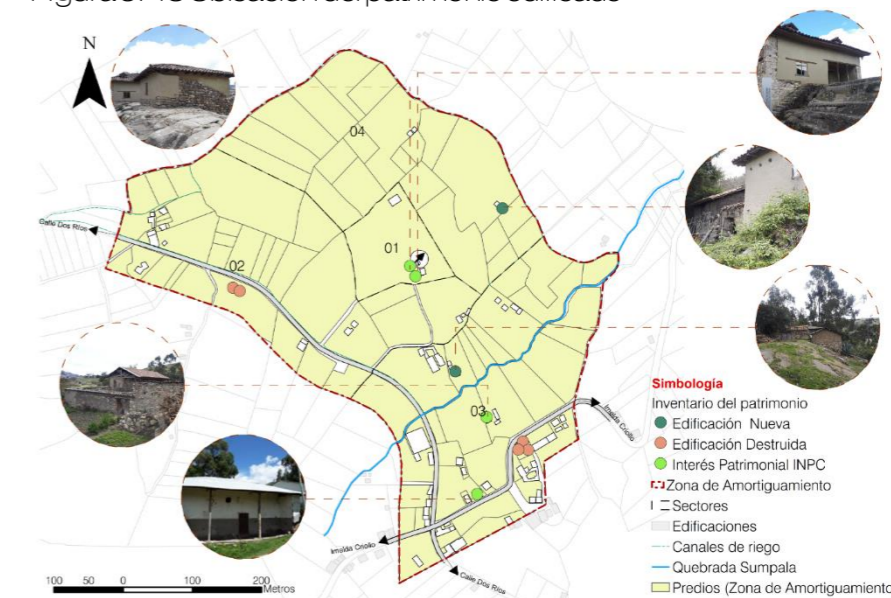 N
04
Calle Dos Ríos
01
02
03
Imelda Criollo
Imelda Criollo
Calle Dos Ríos
100 50 0 100 200
Metros
Simbología
Inventario del patrimonio
Edificación Nueva
Edificación Destruida
Interés Patrimonial INPC
Zona de Amortiguamiento
Sectores
Edificaciones
Canales de riego
Quebrada Sumpala
Predios (Zona de Amortiguamiento